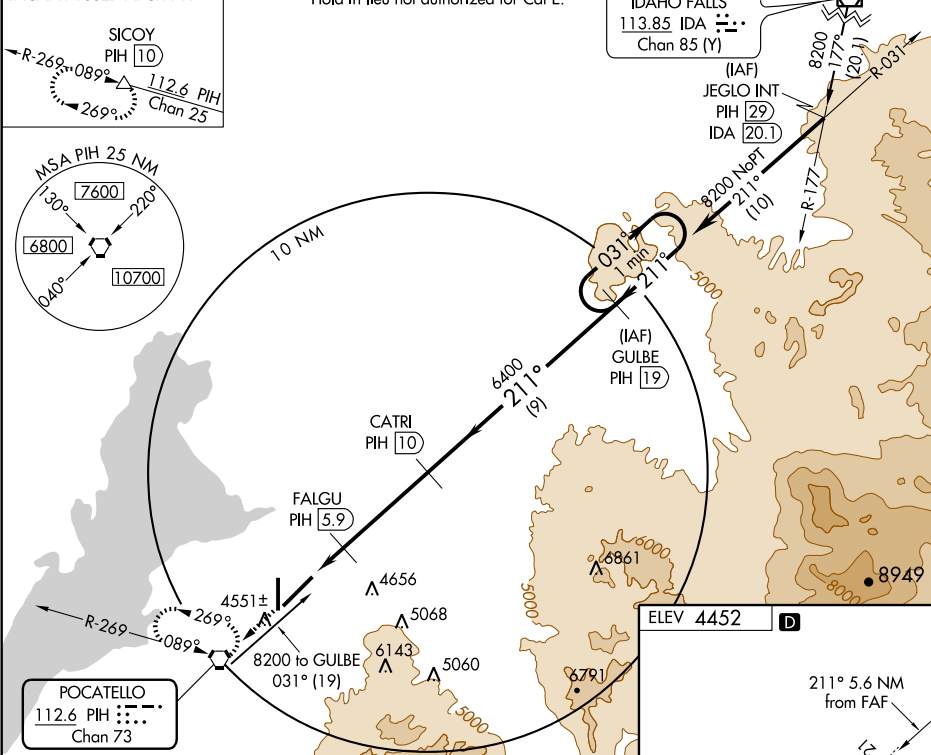 Hold in lieu not authorized for Cat E.
SICOY
PIH 10
R-269
089°
269°
112.6 PIH
Chan 25
IDAHO FALLS
113.85 IDA
Chan 85 (Y)
8200
177°
(20.1)
R-031
(IAF)
JEGLO INT
PIH 29
IDA 20.1
R-177
8200 NoPT
211°
(10)
MSA PIH 25 NM
130°
7600
220°
6800
10700
040°
10 NM
031°
1 min
211°
5000
(IAF)
GULBE
PIH 19
6400
211°
(9)
CATRI
PIH 10
FALGU
PIH 5.9
4656
6861
6000
8949
8000
5000
4551±
5068
R-269
269°
089°
8200 to GULBE
031° (19)
6143
5060
5000
6791
POCATELLO
112.6 PIH
Chan 73
ELEV 4452
D
211° 5.6 NM
from FAF